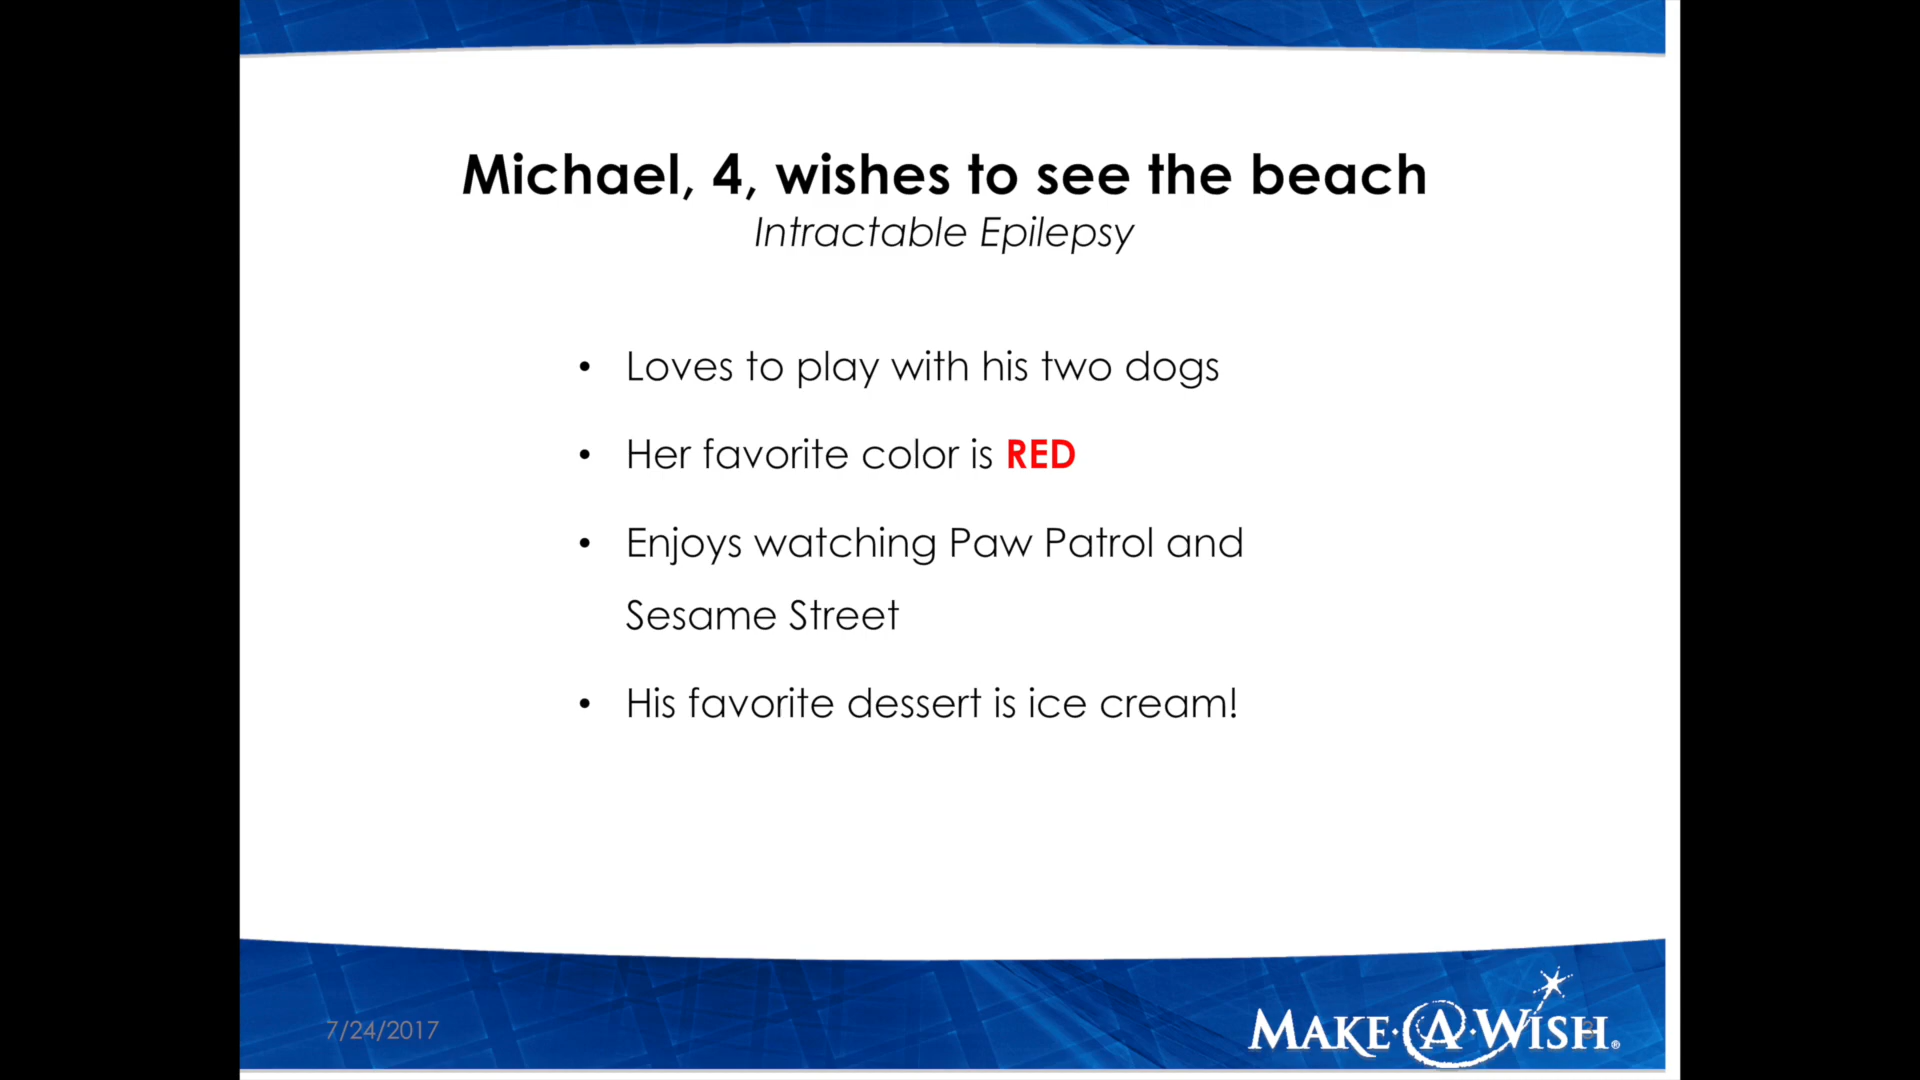 Michael, 4, wishes to see the beach
Intractable Epilepsy
• Loves to play with his two dogs
• Her favorite color is RED
• Enjoys watching Paw Patrol and
Sesame Street
• His favorite dessert is ice cream!
7/24/2017
MAKE·A·WISH®